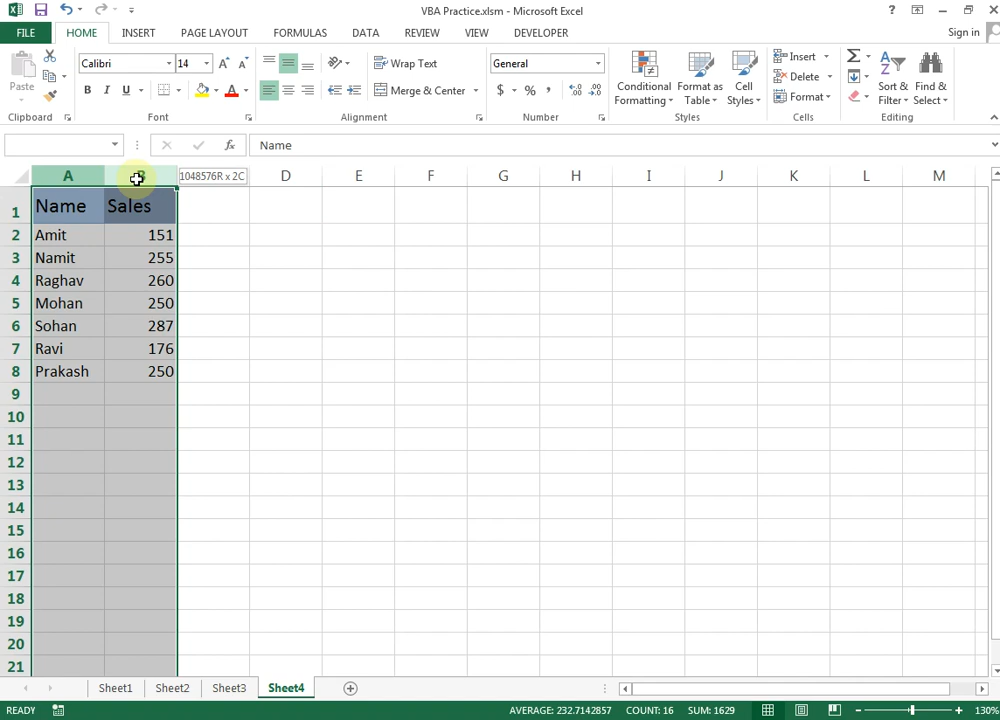 VBA Practice.xlsm - Microsoft Excel
?
FILE HOME INSERT PAGE LAYOUT FORMULAS DATA REVIEW VIEW DEVELOPER Sign in
Paste
Calibri 14 A A
B I U A
Wrap Text
Merge & Center
General
$ % ,
Conditional Formatting
Format as Table
Cell Styles
Insert
Delete
Format
Sort & Filter
Find & Select
Clipboard Font Alignment Number Styles Cells Editing
fx Name
A B 1048576R x 2C D E F G H I J K L M
1 Name Sales
2 Amit 151
3 Namit 255
4 Raghav 260
5 Mohan 250
6 Sohan 287
7 Ravi 176
8 Prakash 250
9
10
11
12
13
14
15
16
17
18
19
20
21
Sheet1 Sheet2 Sheet3 Sheet4
READY AVERAGE: 232.7142857 COUNT: 16 SUM: 1629 130%